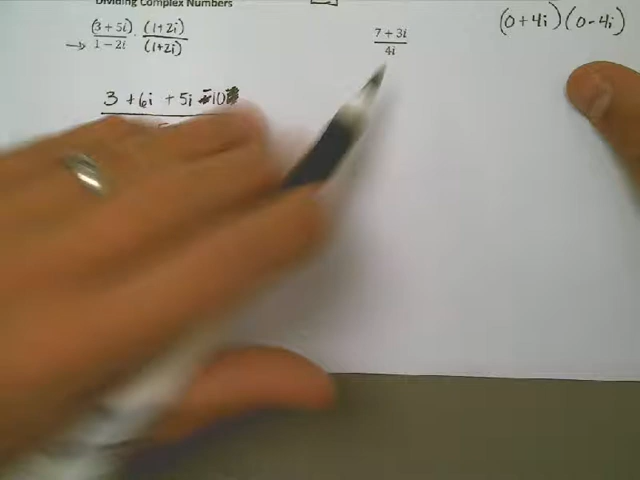 Dividing Complex Numbers
(3 + 5i) / 1 − 2i · (1+2i) / (1+2i)
3 + 6i + 5i − 10
7 + 3i / 4i
(0 + 4i)(0 − 4i)